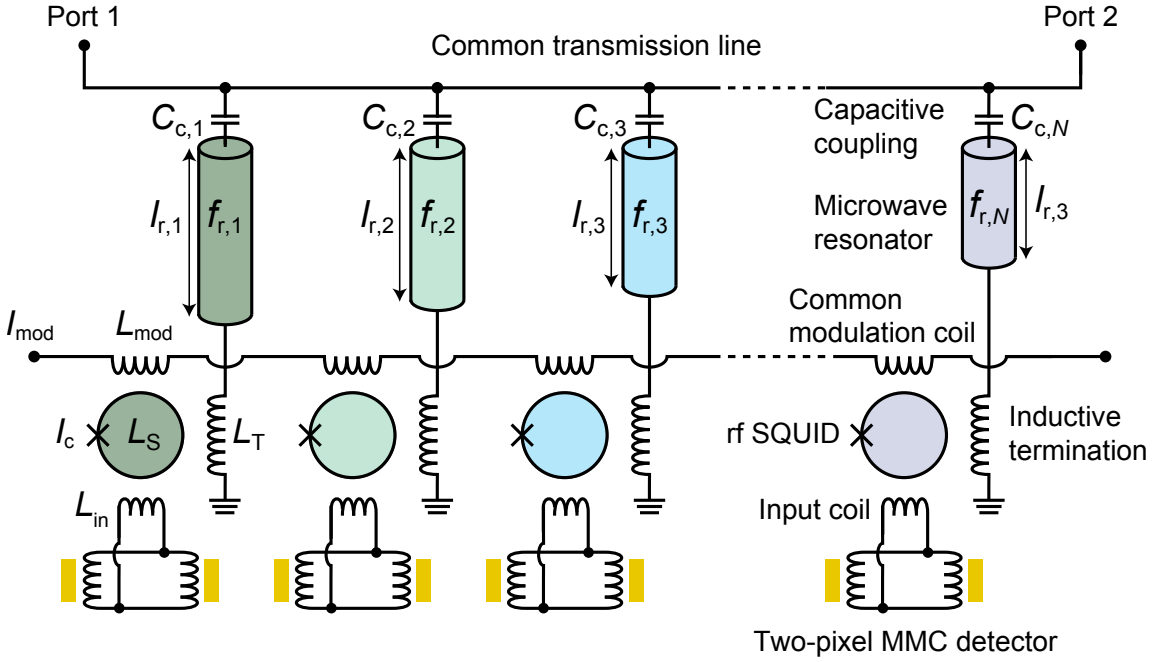 Port 1
Port 2
Common transmission line
C_c,1
C_c,2
C_c,3
Capacitive
coupling
C_c,N
l_r,1
f_r,1
l_r,2
f_r,2
l_r,3
f_r,3
Microwave
resonator
f_r,N
l_r,3
I_mod
L_mod
Common
modulation coil
I_c
L_S
L_T
rf SQUID
Inductive
termination
L_in
Input coil
Two-pixel MMC detector